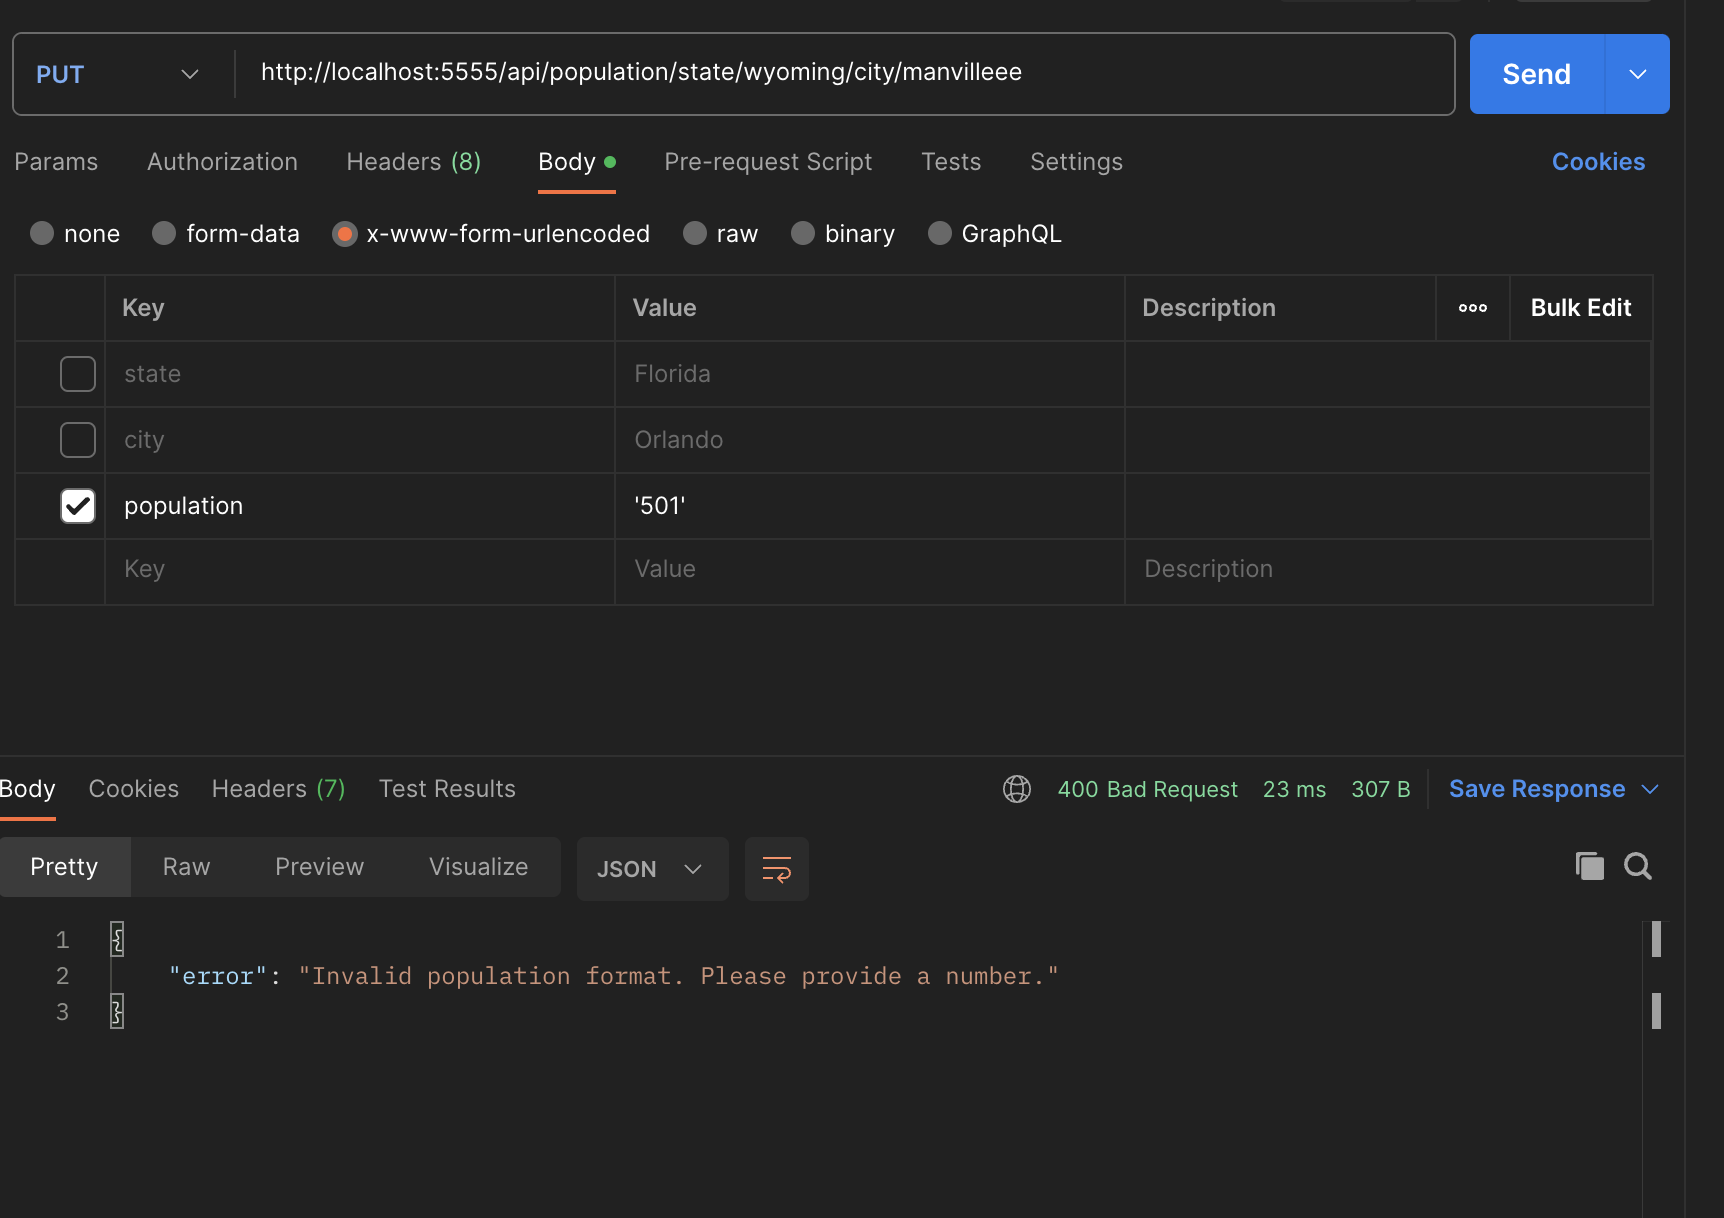 PUT http://localhost:5555/api/population/state/wyoming/city/manvilleee Send
Params Authorization Headers (8) Body Pre-request Script Tests Settings Cookies
none form-data x-www-form-urlencoded raw binary GraphQL
Key Value Description Bulk Edit
state Florida
city Orlando
population '501'
Key Value Description
Body Cookies Headers (7) Test Results 400 Bad Request 23 ms 307 B Save Response
Pretty Raw Preview Visualize JSON
1 {
2 "error": "Invalid population format. Please provide a number."
3 }